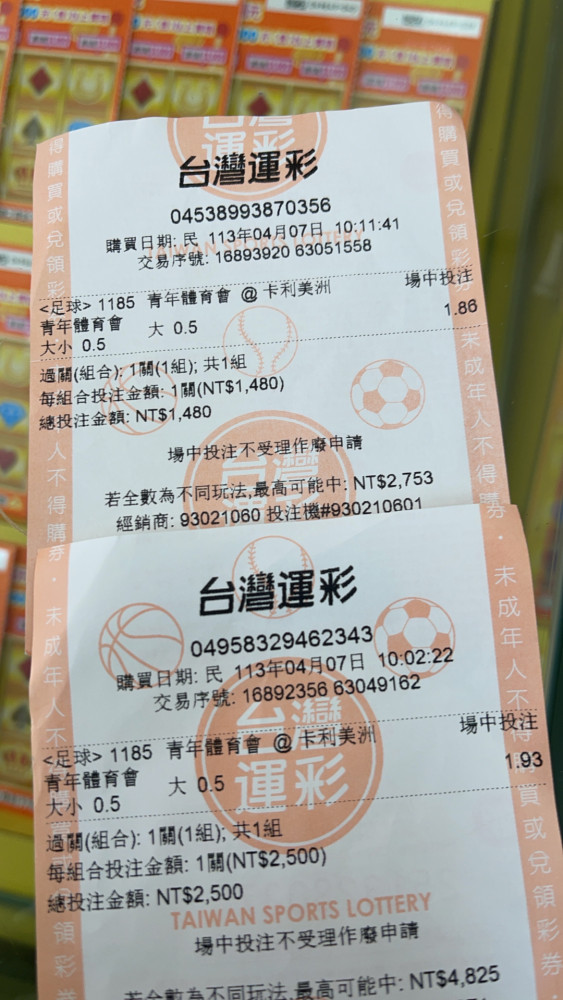 台灣運彩
04538993870356
購買日期: 民 113年04月07日 10:11:41
交易序號: 16893920 63051558
<足球> 1185 青年體育會 @ 卡利美洲 場中投注
青年體育會 大 0.5 1.86
大小 0.5
過關(組合): 1關(1組); 共1組
每組合投注金額: 1關(NT$1,480)
總投注金額: NT$1,480
場中投注不受理作廢申請
若全數為不同玩法,最高可能中: NT$2,753
經銷商: 93021060 投注機#930210601
台灣運彩
04958329462343
購買日期: 民 113年04月07日 10:02:22
交易序號: 16892356 63049162
<足球> 1185 青年體育會 @ 卡利美洲 場中投注
青年體育會 大 0.5 1.93
大小 0.5
過關(組合): 1關(1組); 共1組
每組合投注金額: 1關(NT$2,500)
總投注金額: NT$2,500
TAIWAN SPORTS LOTTERY
場中投注不受理作廢申請
若全數為不同玩法,最高可能中: NT$4,825